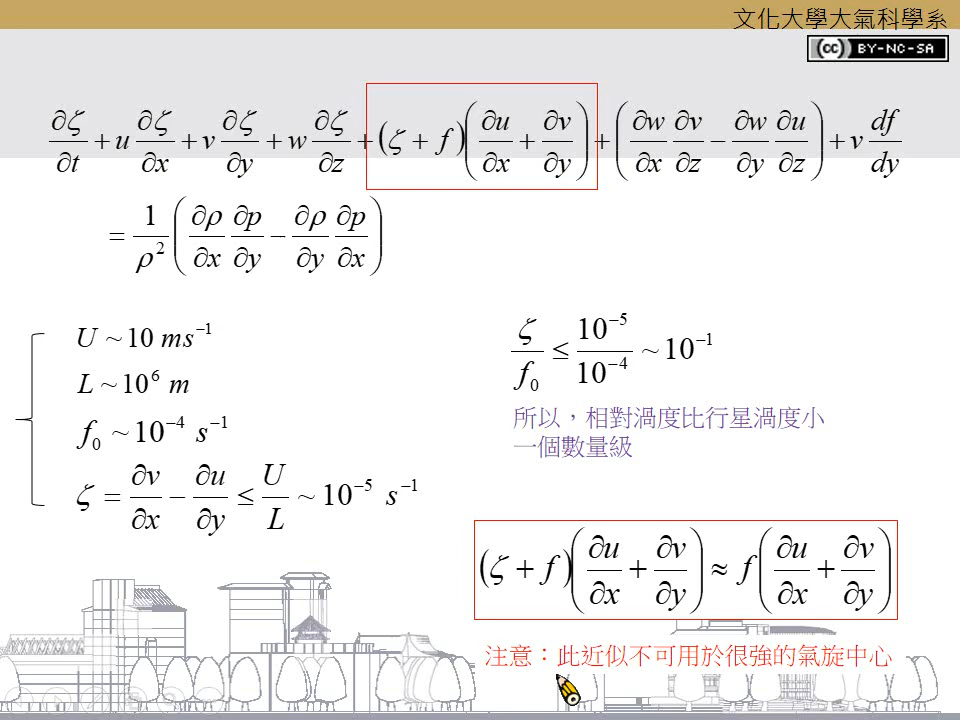 文化大學大氣科學系
(cc) BY-NC-SA
∂ζ/∂t + u ∂ζ/∂x + v ∂ζ/∂y + w ∂ζ/∂z + (ζ + f)(∂u/∂x + ∂v/∂y) + (∂w/∂x ∂v/∂z − ∂w/∂y ∂u/∂z) + v df/dy
= 1/ρ² (∂ρ/∂x ∂p/∂y − ∂ρ/∂y ∂p/∂x)
U ~ 10 ms⁻¹
L ~ 10⁶ m
f₀ ~ 10⁻⁴ s⁻¹
ζ = ∂v/∂x − ∂u/∂y ≤ U/L ~ 10⁻⁵ s⁻¹
ζ/f₀ ≤ 10⁻⁵/10⁻⁴ ~ 10⁻¹
所以，相對渦度比行星渦度小
一個數量級
(ζ + f)(∂u/∂x + ∂v/∂y) ≈ f(∂u/∂x + ∂v/∂y)
注意：此近似不可用於很強的氣旋中心